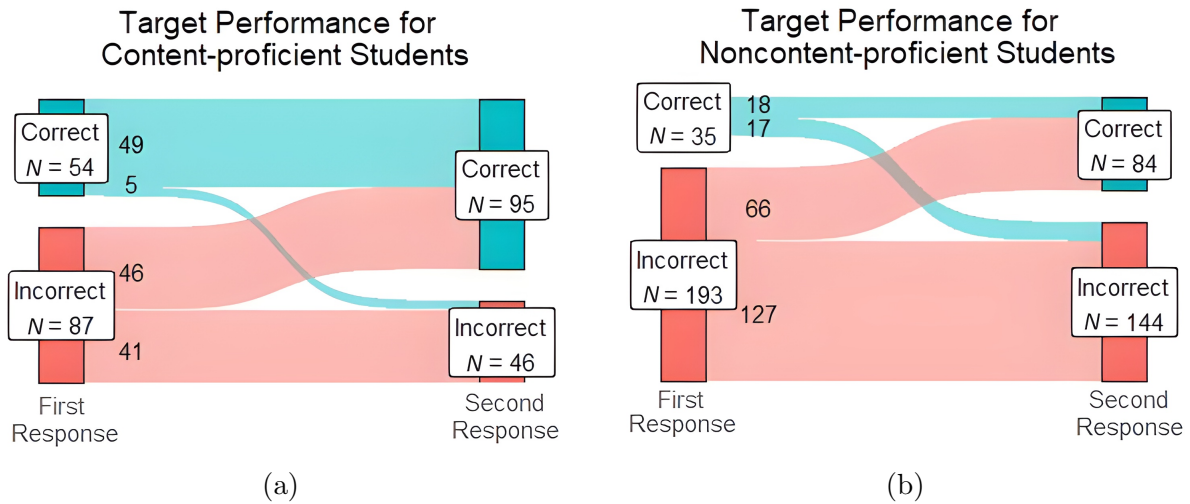 Target Performance for
Content-proficient Students
Correct
N = 54
49
5
Correct
N = 95
46
Incorrect
N = 87
41
Incorrect
N = 46
First
Response
Second
Response
(a)
Target Performance for
Noncontent-proficient Students
Correct
N = 35
18
17
Correct
N = 84
66
Incorrect
N = 193
127
Incorrect
N = 144
First
Response
Second
Response
(b)